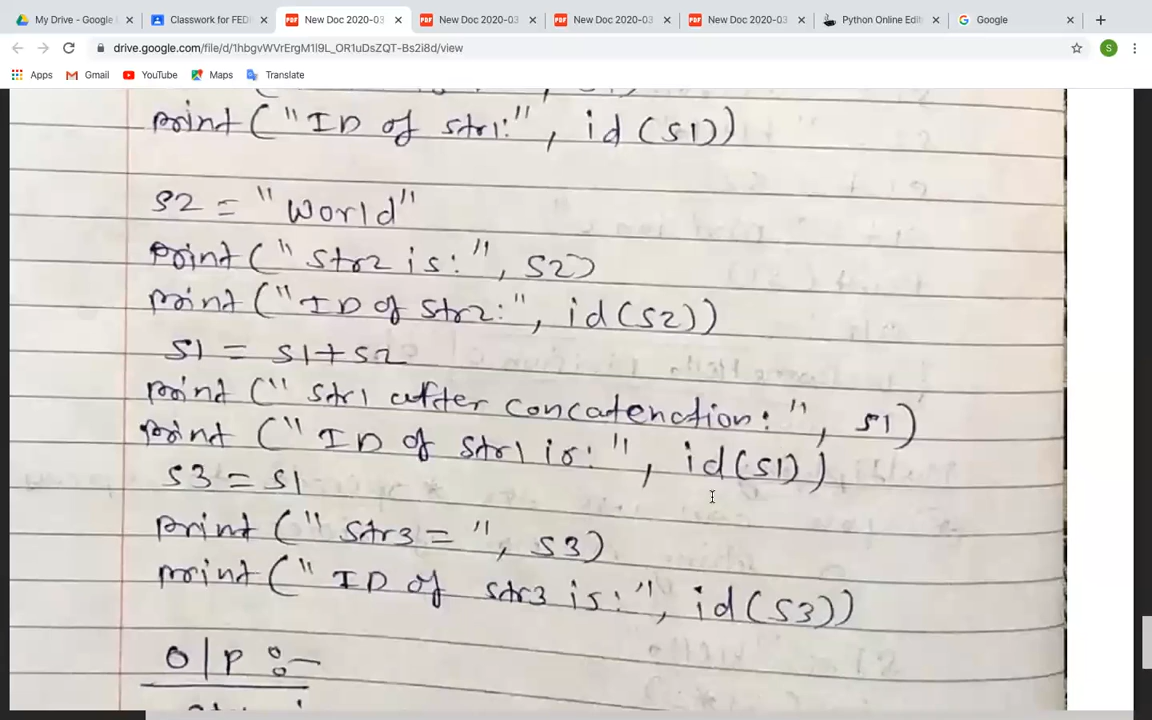 My Drive - Google
Classwork for FEDI
New Doc 2020-03
New Doc 2020-03
New Doc 2020-03
New Doc 2020-03
Python Online Edit
Google
drive.google.com/file/d/1hbgvWVrErgM1l9L_OR1uDsZQT-Bs2i8d/view
S
Apps
Gmail
YouTube
Maps
Translate
print ("ID of str1:", id (S1))
S2 = "World"
print (" str2 is:", S2)
print ("ID of str2:", id(S2))
S1 = S1+S2
print (" str1 after concatenation:", S1)
print (" ID of str1 is:", id(S1))
S3 = S1
print (" str3 = ", S3)
print (" ID of str3 is:", id(S3))
O/P :-